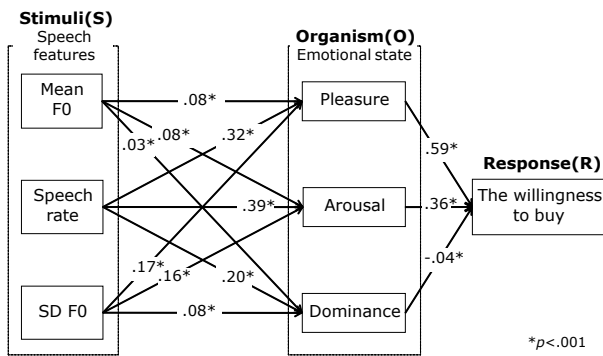 Stimuli(S)
Speech
features
Organism(O)
Emotional state
Mean
F0
.08*
Pleasure
.03*
.08*
.32*
.59*
Response(R)
Speech
rate
.39*
Arousal
.36*
The willingness
to buy
.17*
.16*
.20*
-.04*
SD F0
.08*
Dominance
*p<.001